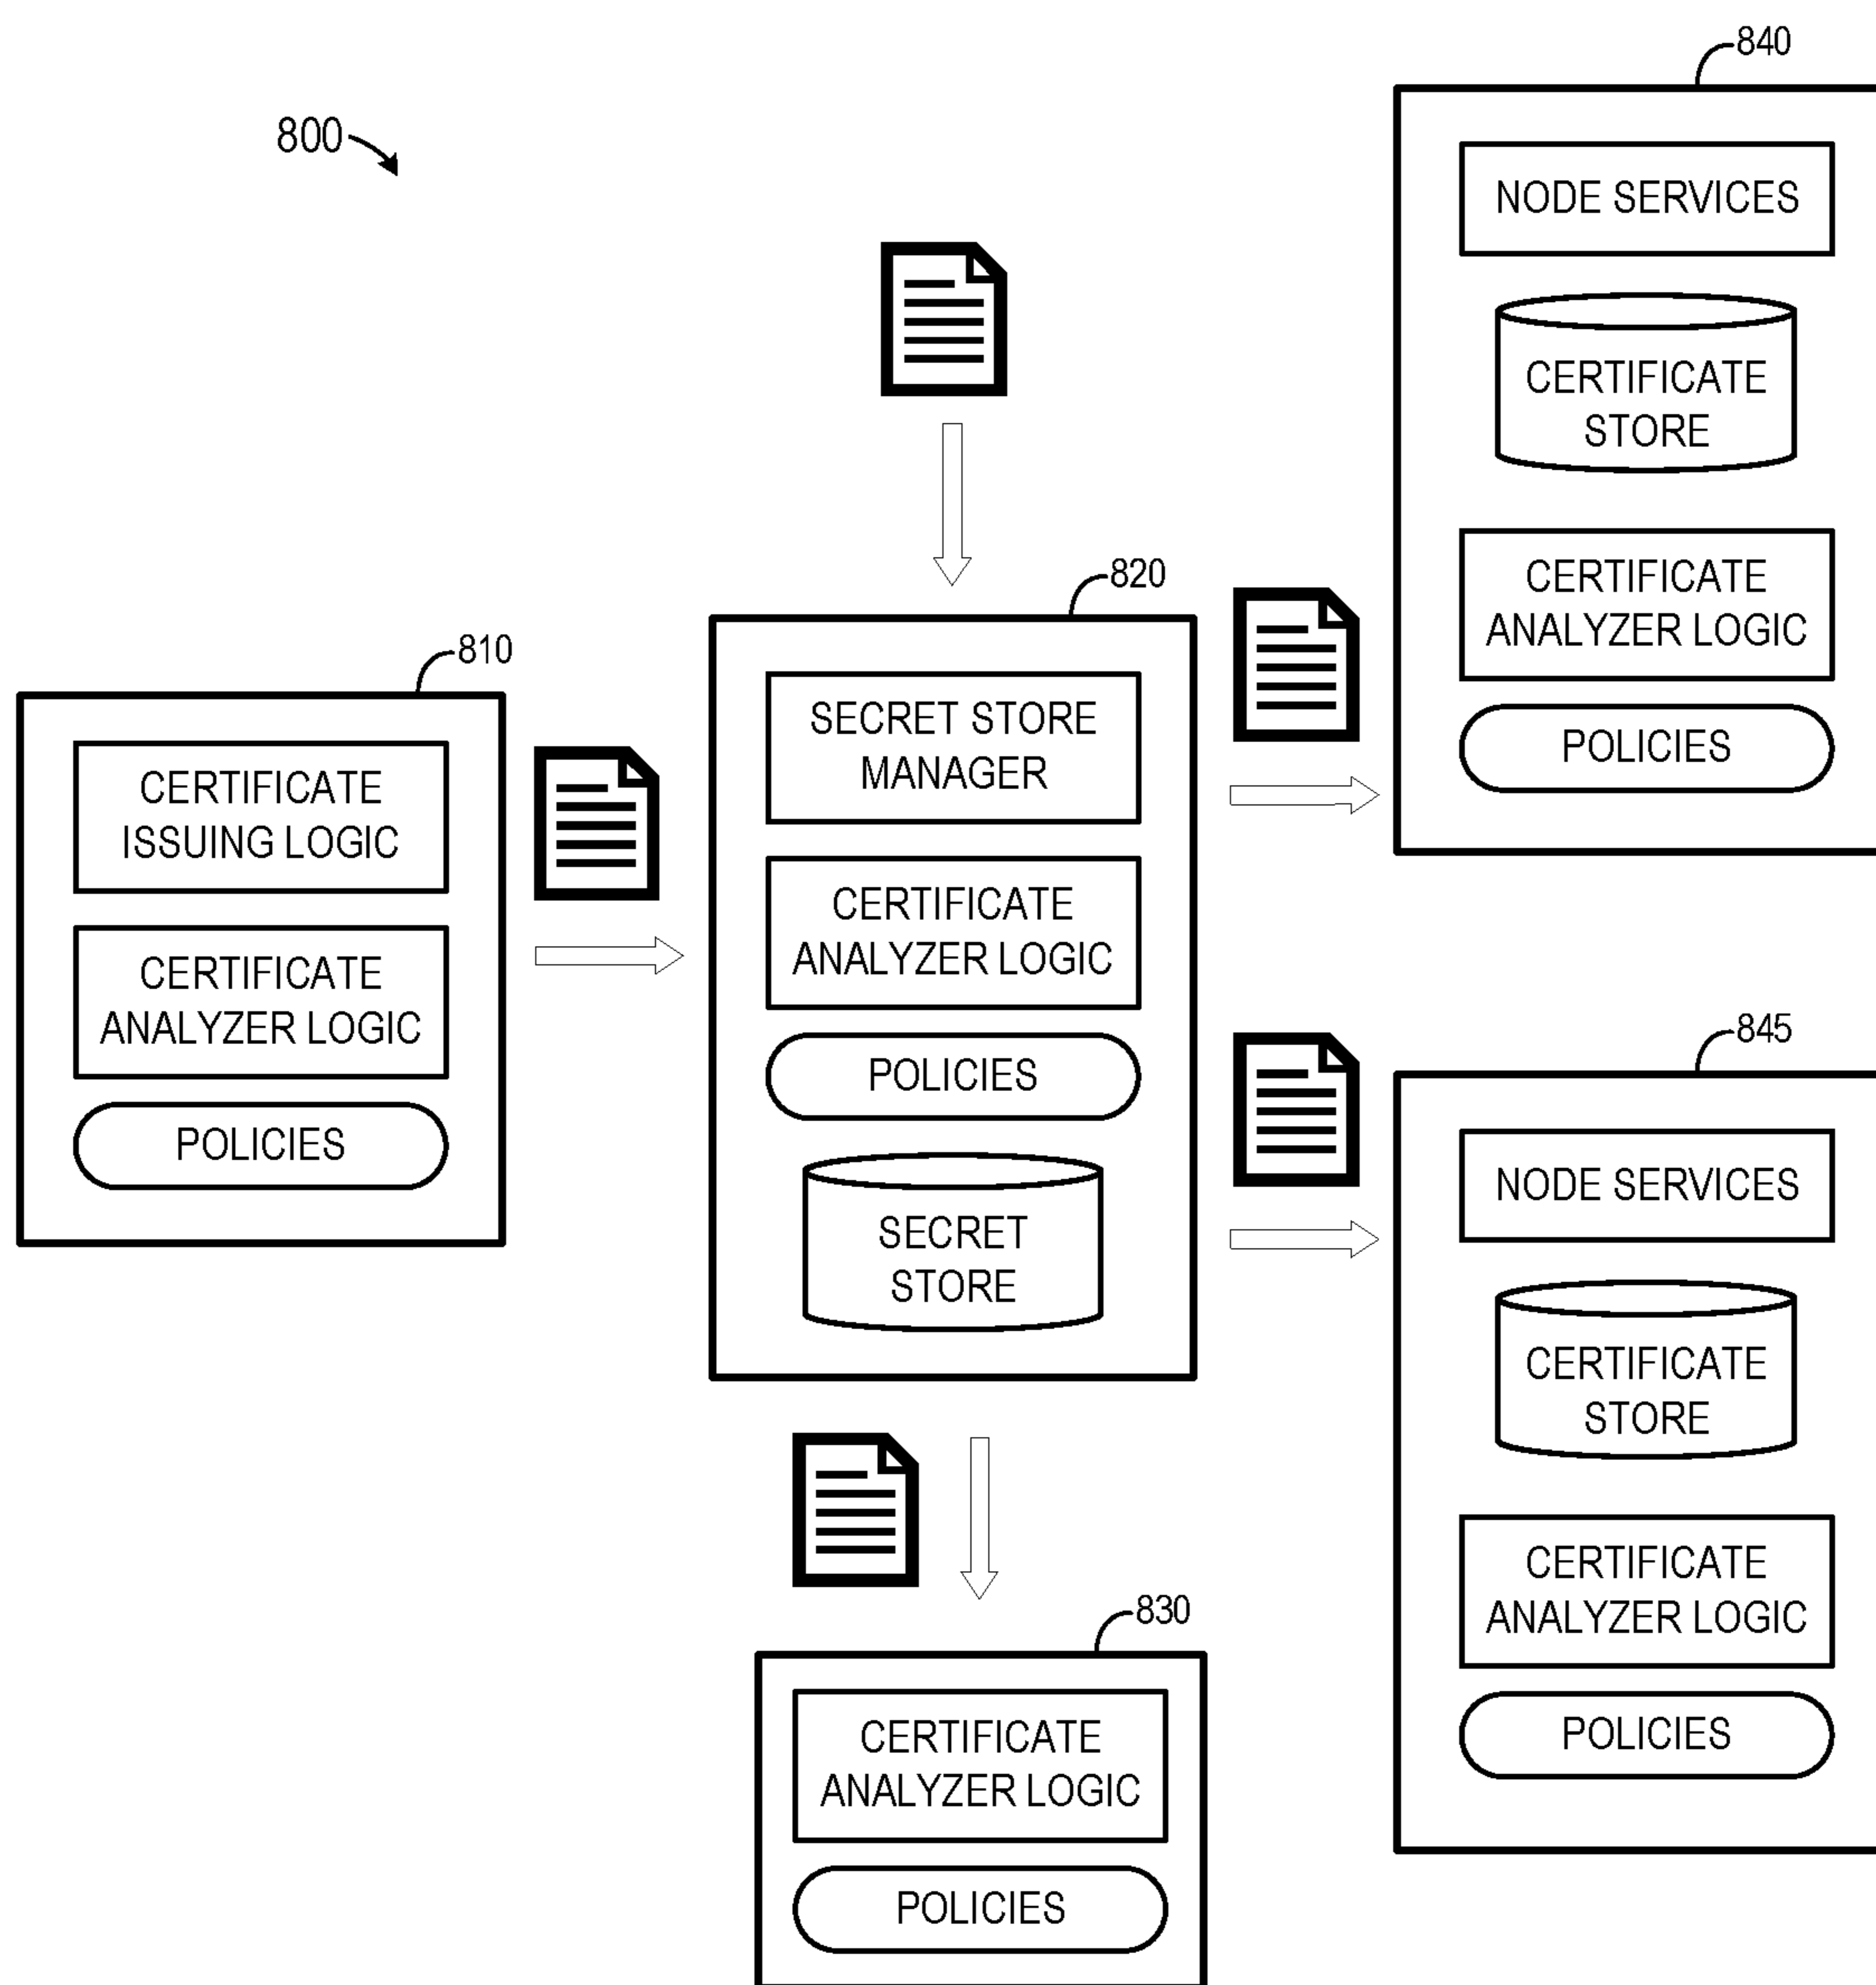 800
810
CERTIFICATE
ISSUING LOGIC
CERTIFICATE
ANALYZER LOGIC
POLICIES
820
SECRET STORE
MANAGER
CERTIFICATE
ANALYZER LOGIC
POLICIES
SECRET
STORE
830
CERTIFICATE
ANALYZER LOGIC
POLICIES
840
NODE SERVICES
CERTIFICATE
STORE
CERTIFICATE
ANALYZER LOGIC
POLICIES
845
NODE SERVICES
CERTIFICATE
STORE
CERTIFICATE
ANALYZER LOGIC
POLICIES